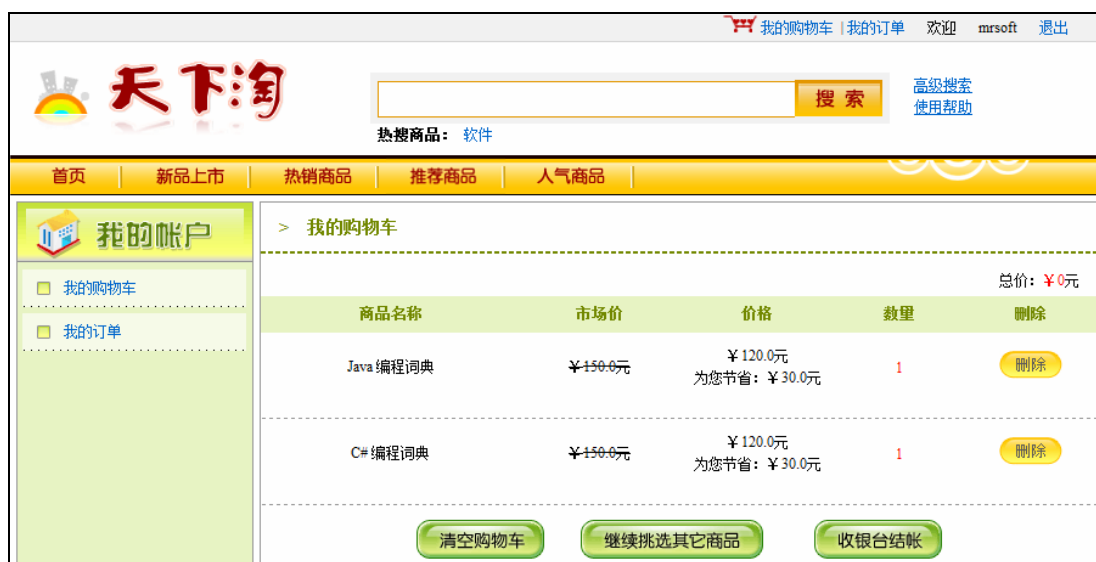 我的购物车 | 我的订单 欢迎 mrsoft 退出
天下淘
搜 索
高级搜索
使用帮助
热搜商品： 软件
首页 新品上市 热销商品 推荐商品 人气商品
我的帐户
我的购物车
我的订单
> 我的购物车
总价：￥0元
商品名称 市场价 价格 数里 删除
Java 编程词典 ￥150.0元 ￥120.0元 1 删除
为您节省：￥30.0元
C# 编程词典 ￥150.0元 ￥120.0元 1 删除
为您节省：￥30.0元
清空购物车 继续挑选其它商品 收银台结帐